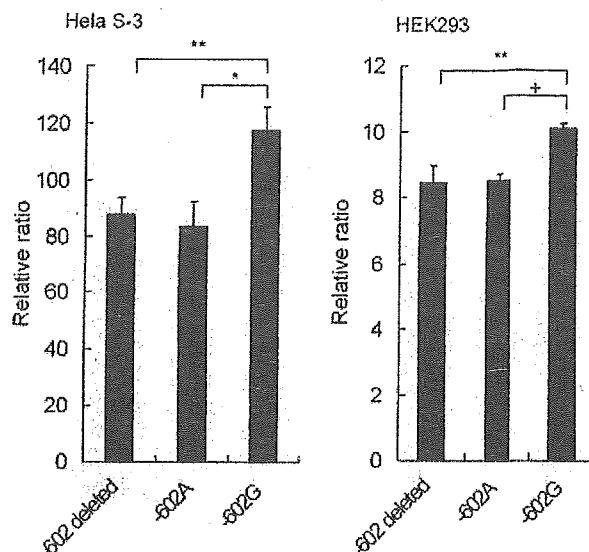 Hela S-3
HEK293
**
*
140
120
100
80
60
40
20
0
Relative ratio
-602 deleted
-602A
-602G
**
+
12
10
8
6
4
2
0
Relative ratio
-602 deleted
-602A
-602G